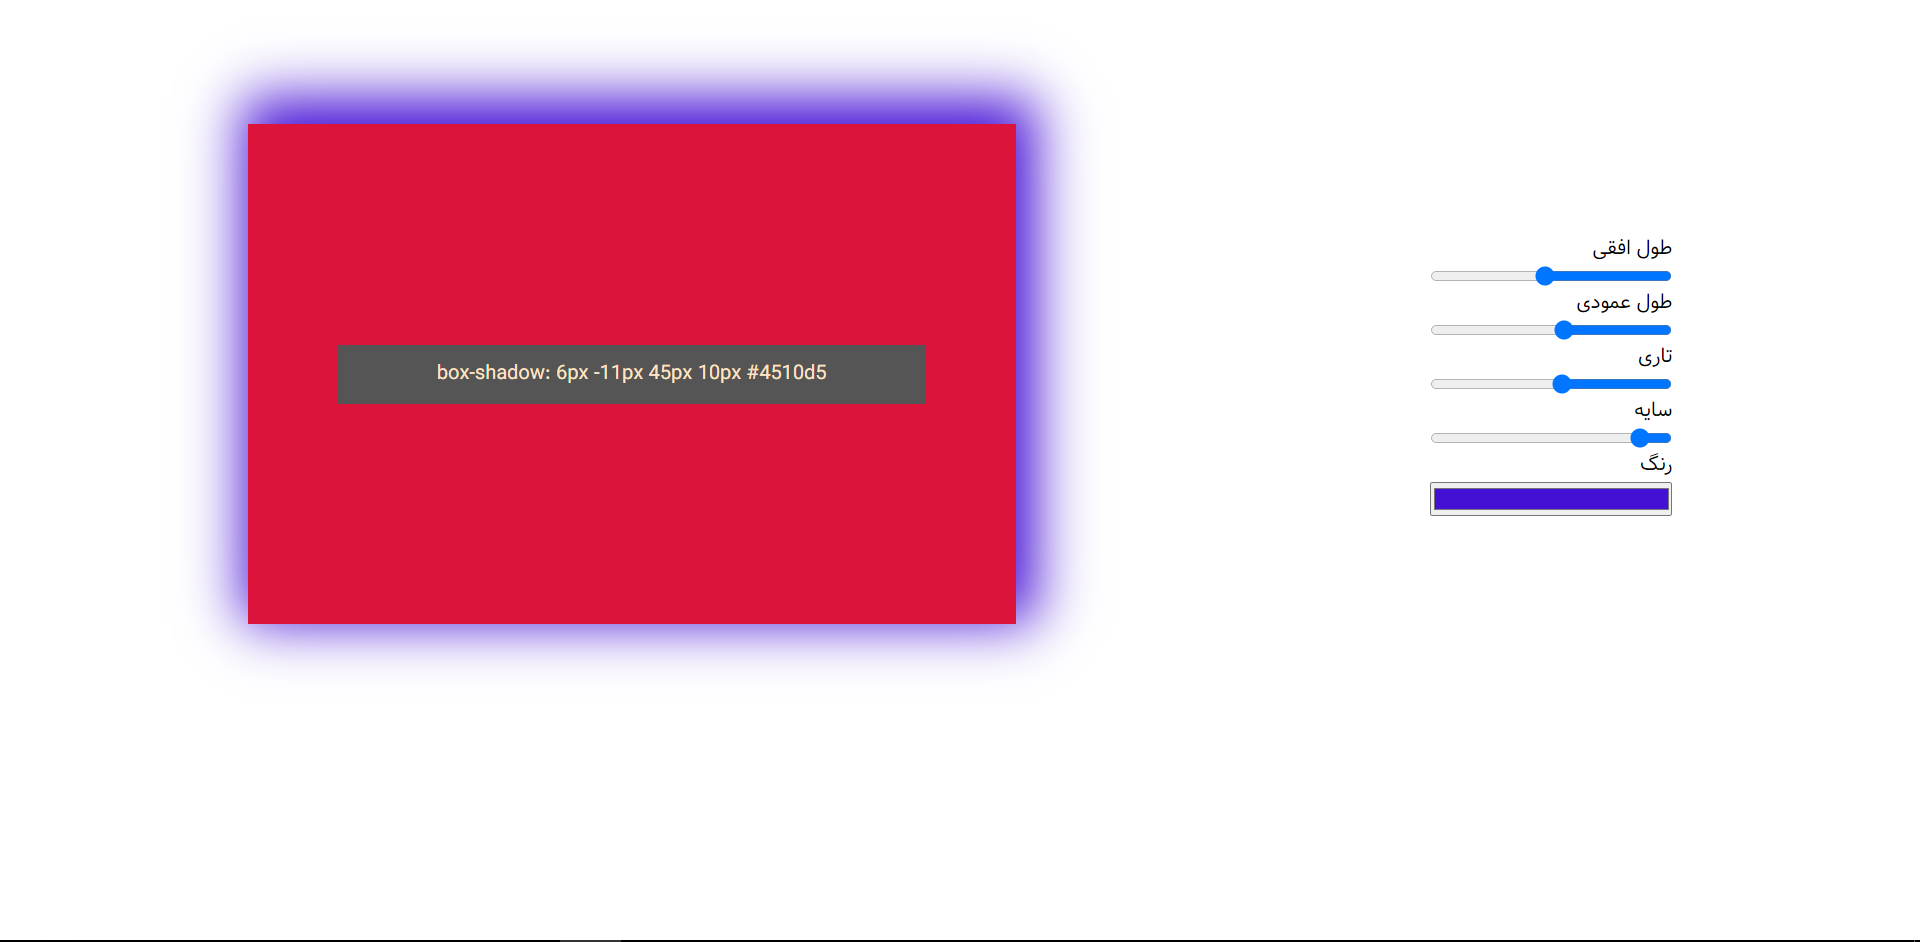 box-shadow: 6px -11px 45px 10px #4510d5
طول افقی
طول عمودی
تاری
سایه
رنگ